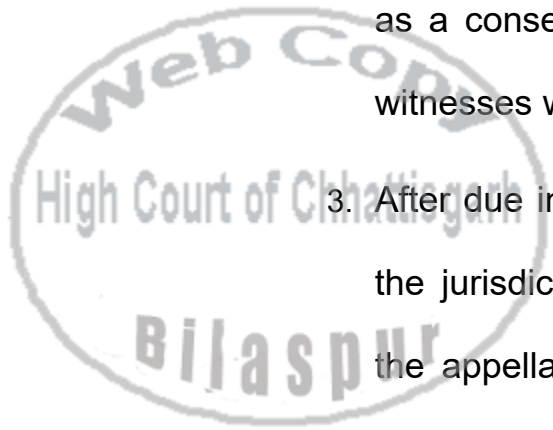 as a conse
Web Copy
witnesses w
High Court of Chhattisgarh
3. After due in
the jurisdic
Bilaspur
the appella